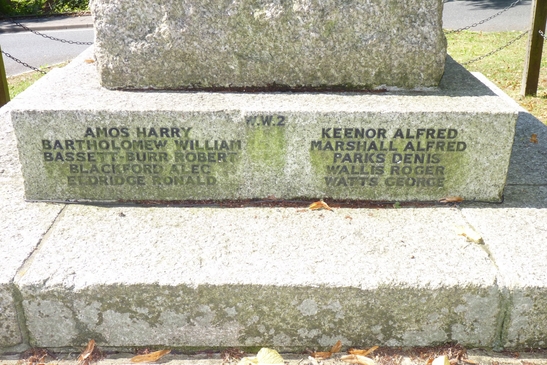 W.W.2
AMOS HARRY
BARTHOLOMEW WILLIAM
BASSETT-BURR ROBERT
BLACKFORD ALEC
ELDRIDGE RONALD
KEENOR ALFRED
MARSHALL ALFRED
PARKS DENIS
WALLIS ROGER
WATTS GEORGE